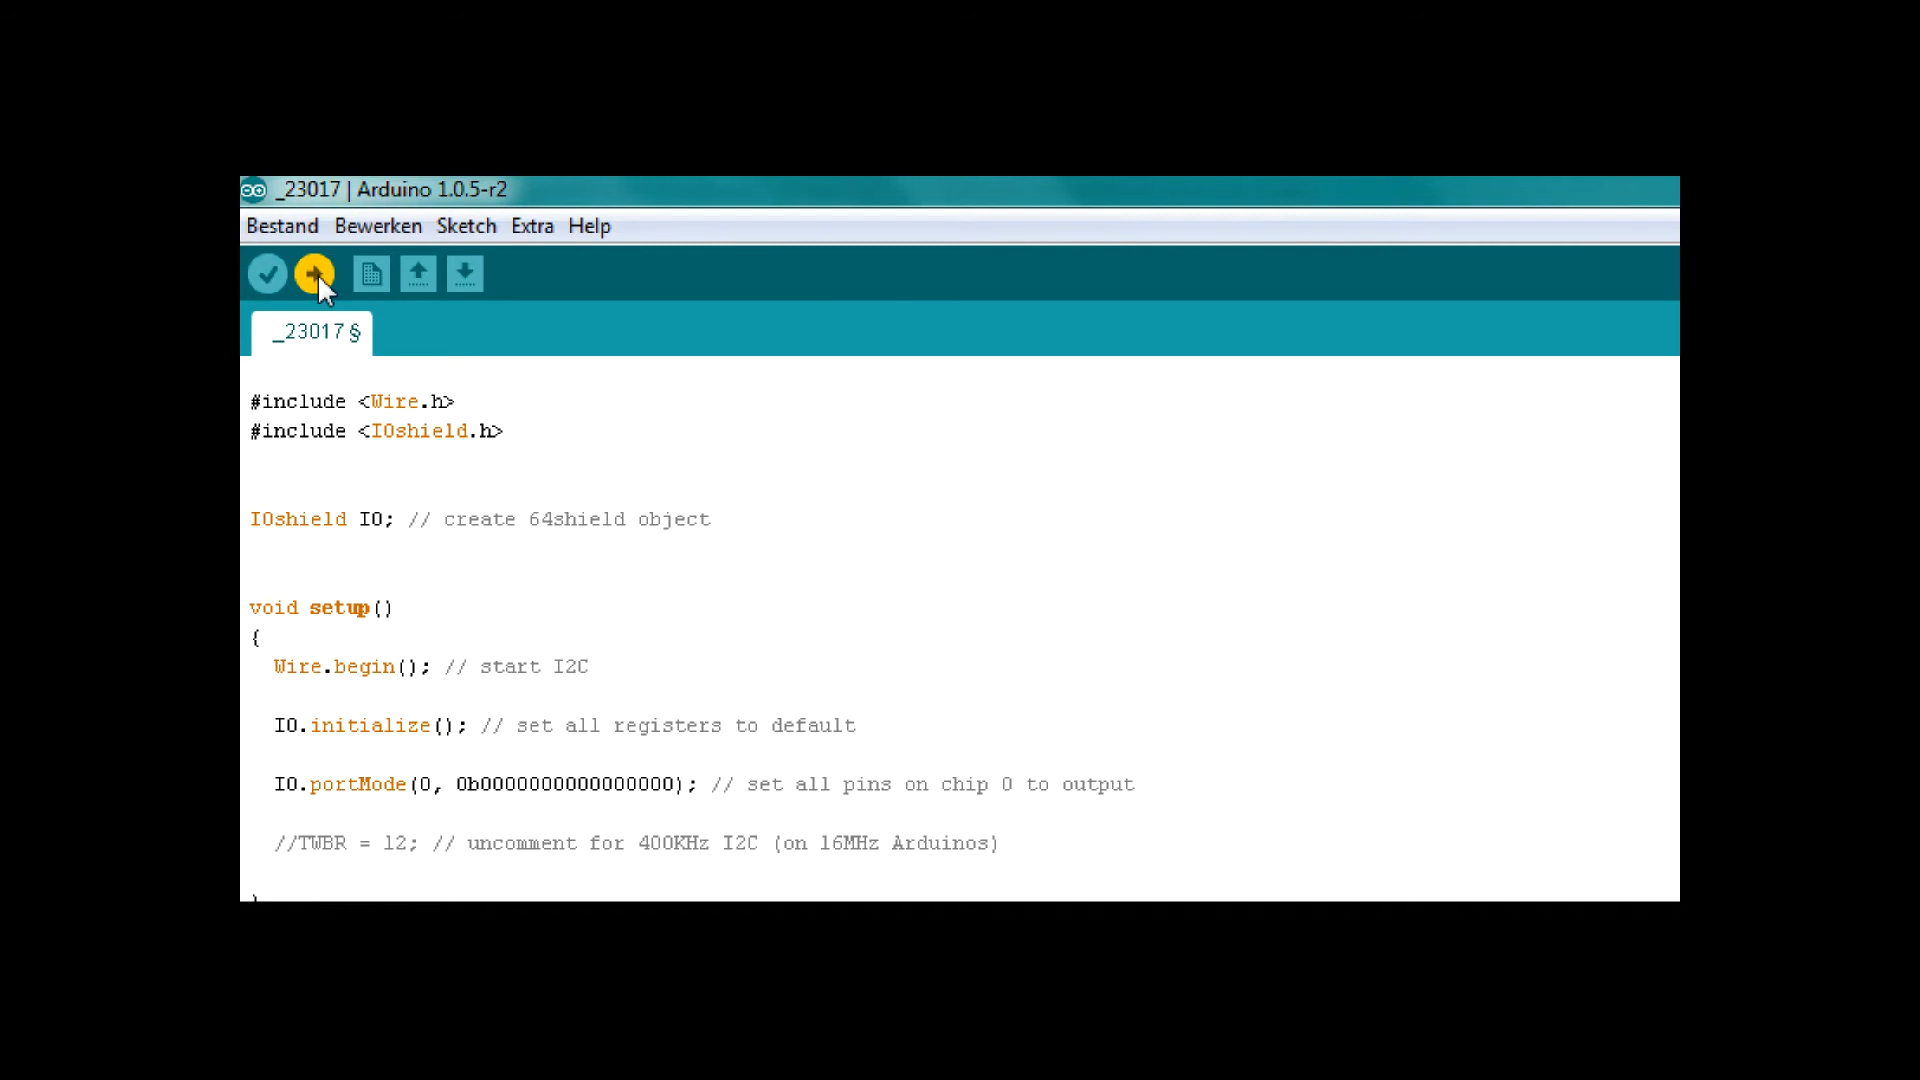 _23017 | Arduino 1.0.5-r2
Bestand Bewerken Sketch Extra Help
_23017 §
#include <Wire.h>
#include <IOshield.h>
IOshield IO; // create 64shield object
void setup()
{
Wire.begin(); // start I2C
IO.initialize(); // set all registers to default
IO.portMode(0, 0b0000000000000000); // set all pins on chip 0 to output
//TWBR = 12; // uncomment for 400KHz I2C (on 16MHz Arduinos)